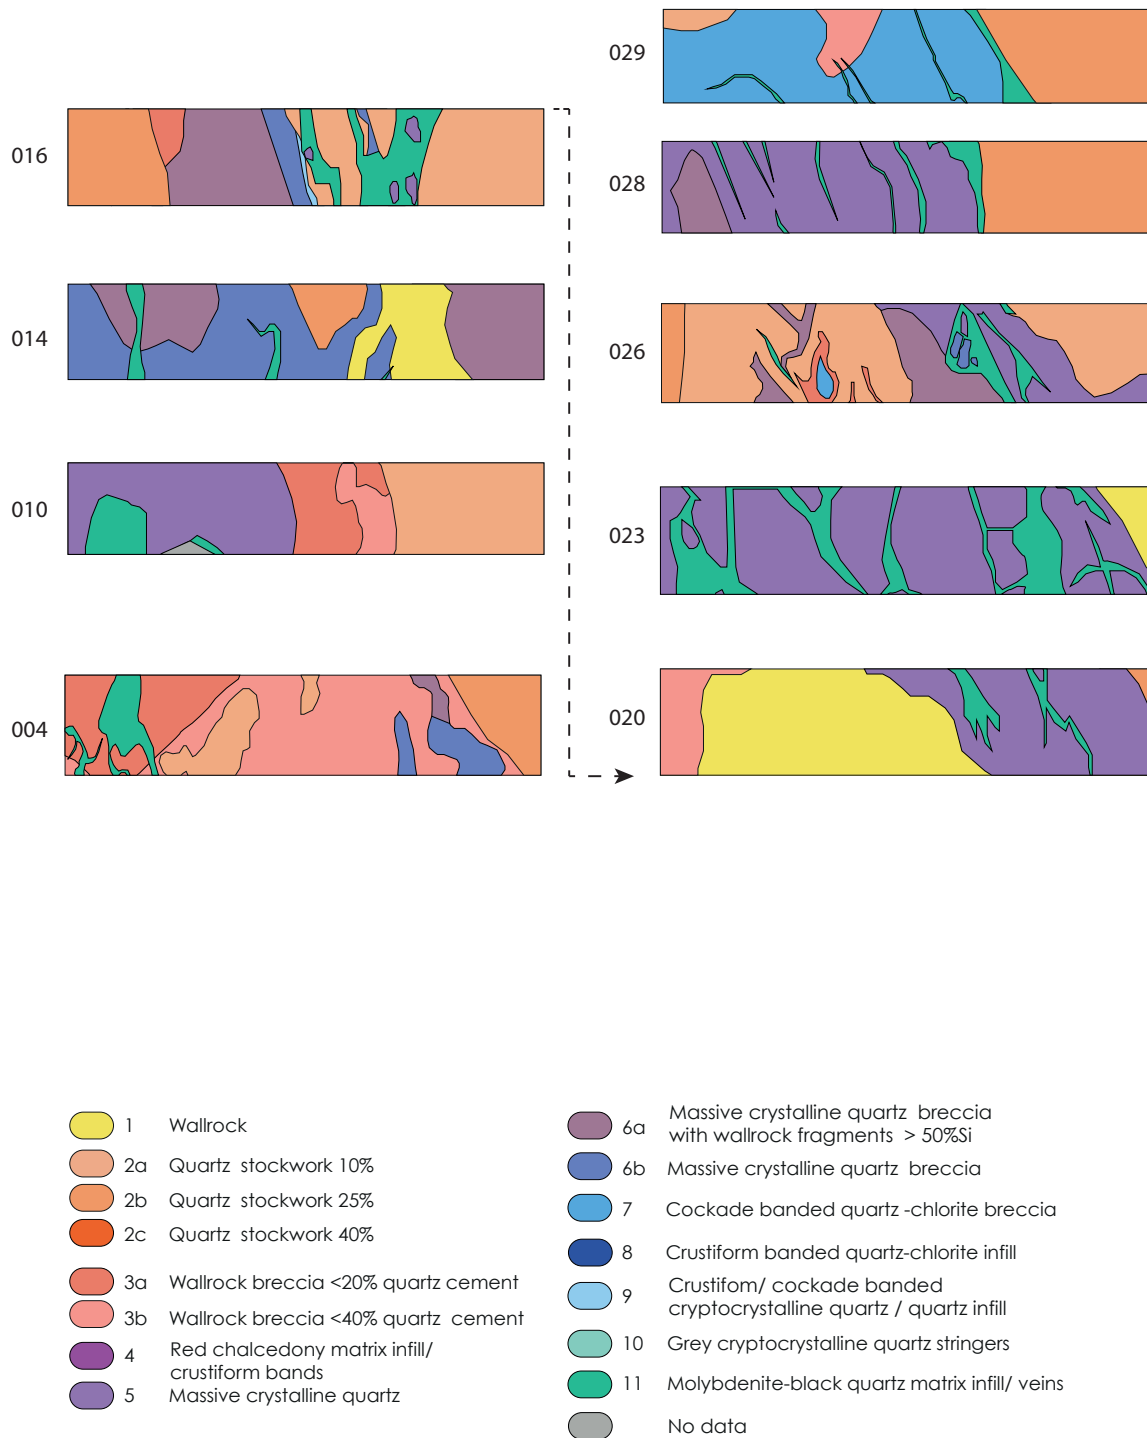 016
014
010
004
029
028
026
023
020
1 Wallrock
2a Quartz stockwork 10%
2b Quartz stockwork 25%
2c Quartz stockwork 40%
3a Wallrock breccia <20% quartz cement
3b Wallrock breccia <40% quartz cement
4 Red chalcedony matrix infill/
crustiform bands
5 Massive crystalline quartz
6a Massive crystalline quartz breccia
with wallrock fragments > 50%Si
6b Massive crystalline quartz breccia
7 Cockade banded quartz -chlorite breccia
8 Crustiform banded quartz-chlorite infill
9 Crustifom/ cockade banded
cryptocrystalline quartz / quartz infill
10 Grey cryptocrystalline quartz stringers
11 Molybdenite-black quartz matrix infill/ veins
No data